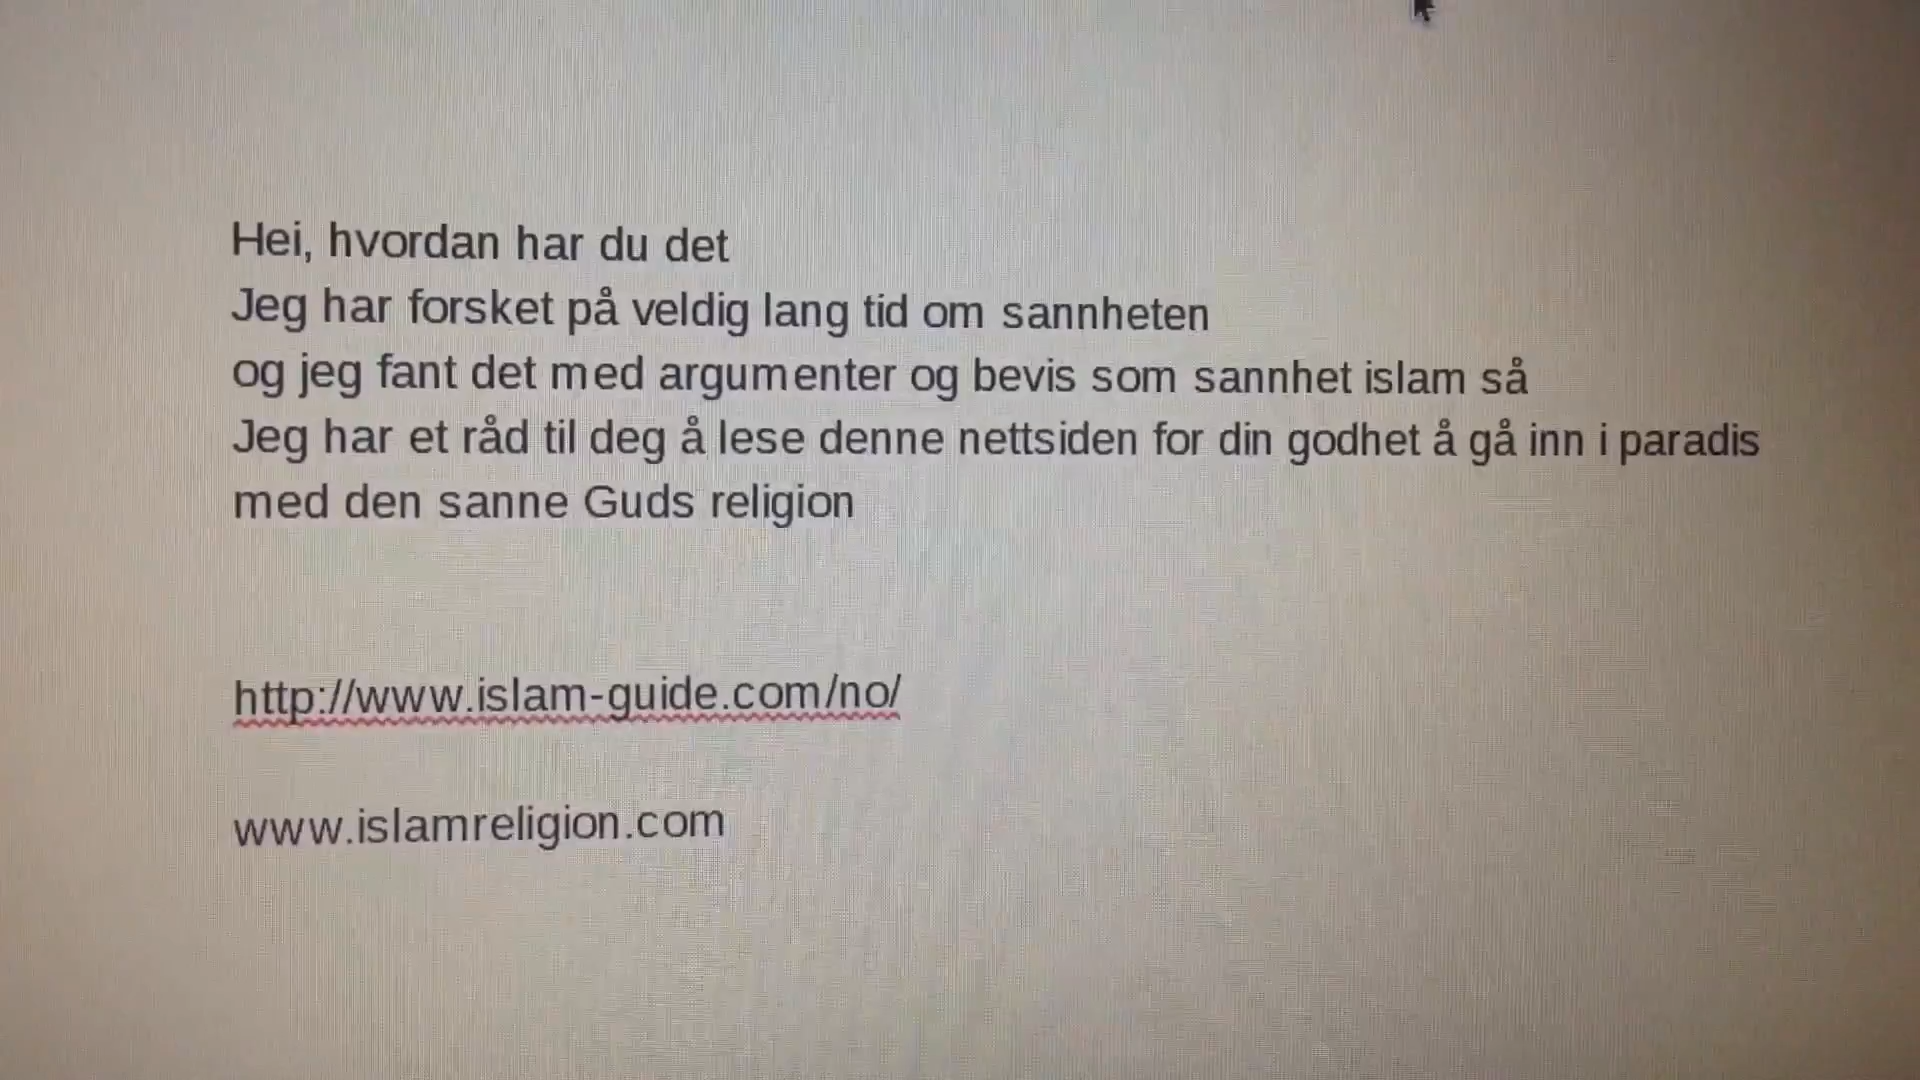 Hei, hvordan har du det
Jeg har forsket på veldig lang tid om sannheten
og jeg fant det med argumenter og bevis som sannhet islam så
Jeg har et råd til deg å lese denne nettsiden for din godhet å gå inn i paradis
med den sanne Guds religion
http://www.islam-guide.com/no/
www.islamreligion.com